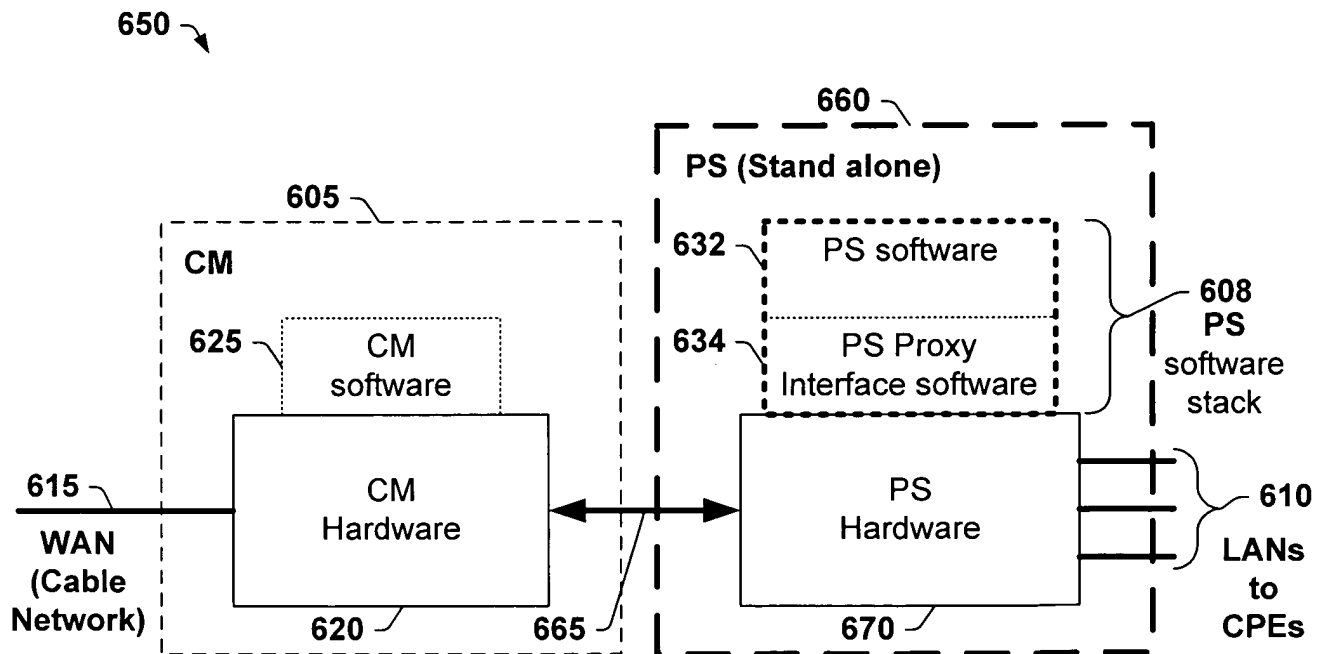 650
660
PS (Stand alone)
605
CM
632
PS software
608
PS
software
stack
625
CM
software
634
PS Proxy
Interface software
615
WAN
(Cable
Network)
CM
Hardware
PS
Hardware
610
LANs
to
CPEs
620
665
670